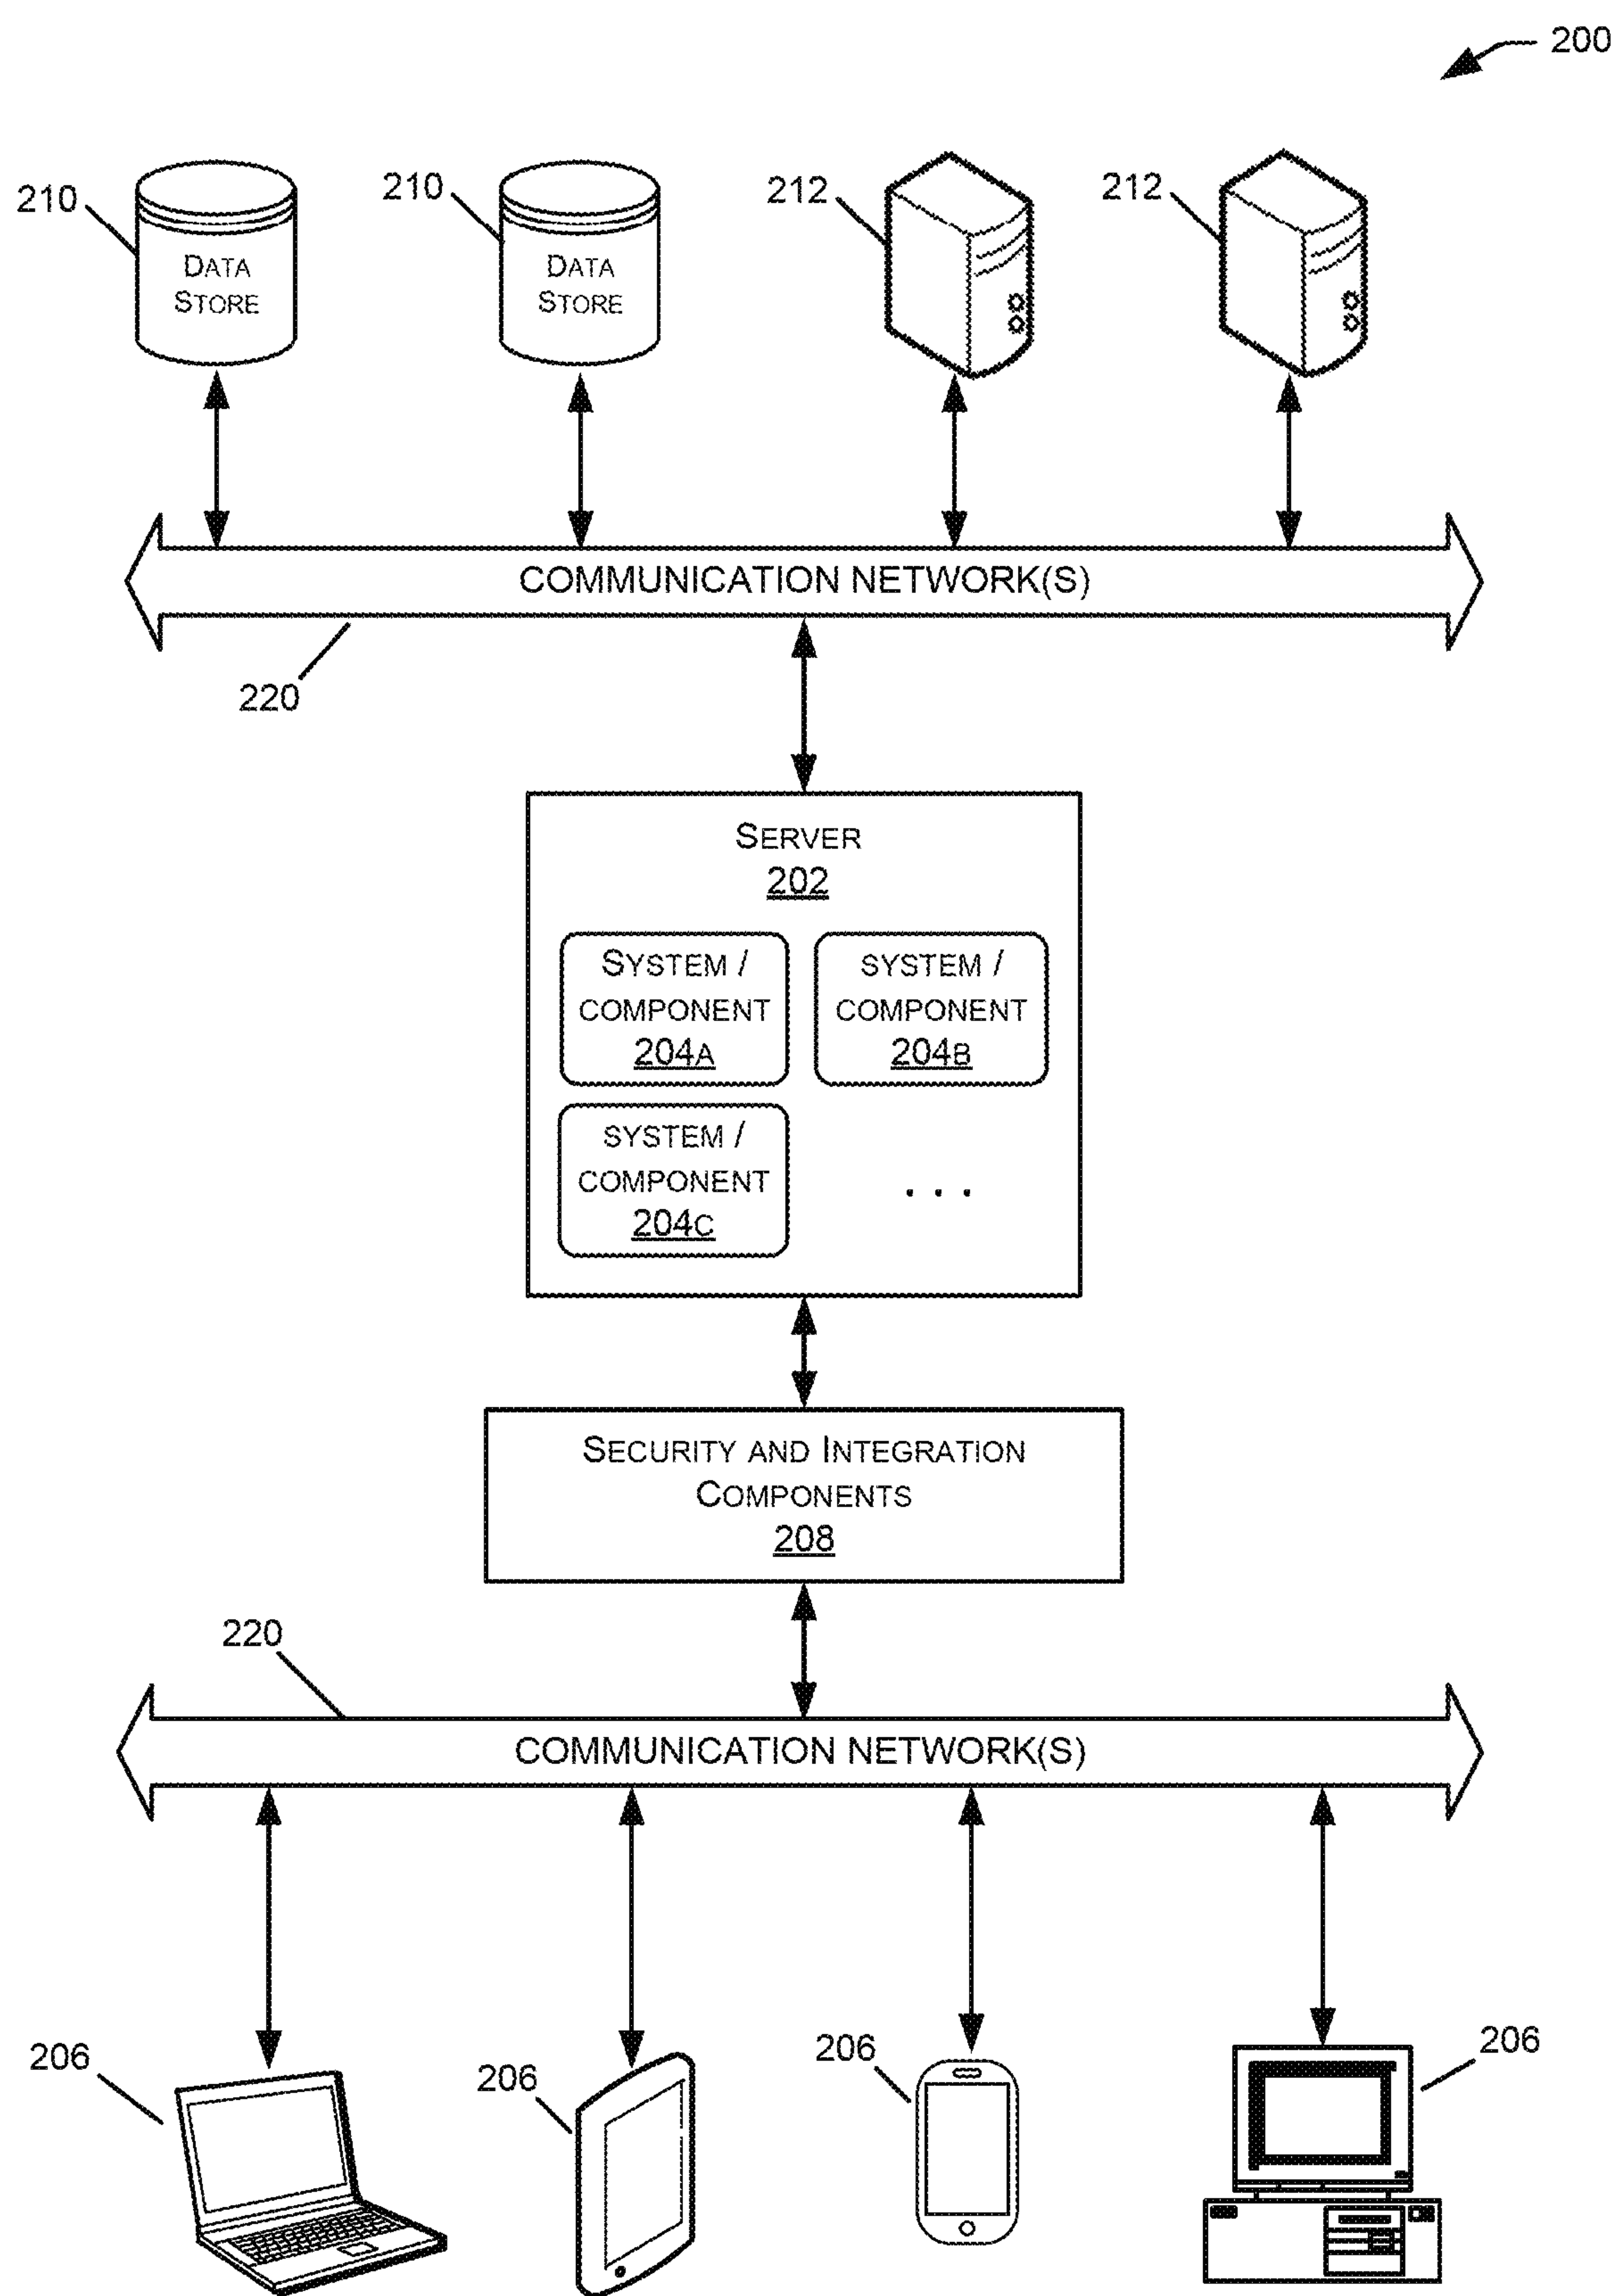 200
210
210
212
212
DATA
STORE
DATA
STORE
COMMUNICATION NETWORK(S)
220
SERVER
202
SYSTEM /
COMPONENT
204A
SYSTEM /
COMPONENT
204B
SYSTEM /
COMPONENT
204C
. . .
SECURITY AND INTEGRATION
COMPONENTS
208
220
COMMUNICATION NETWORK(S)
206
206
206
206